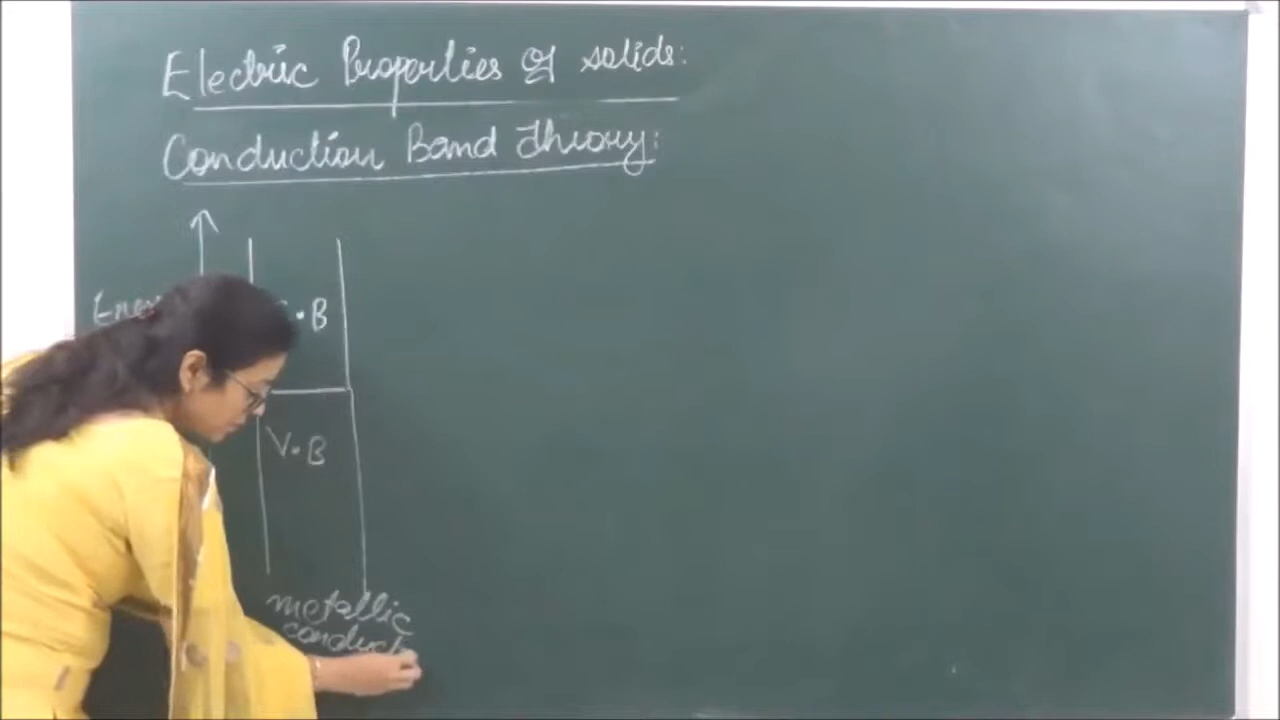 Electric Properties of solids:
Conduction Band Theory:
B
V.B
metallic